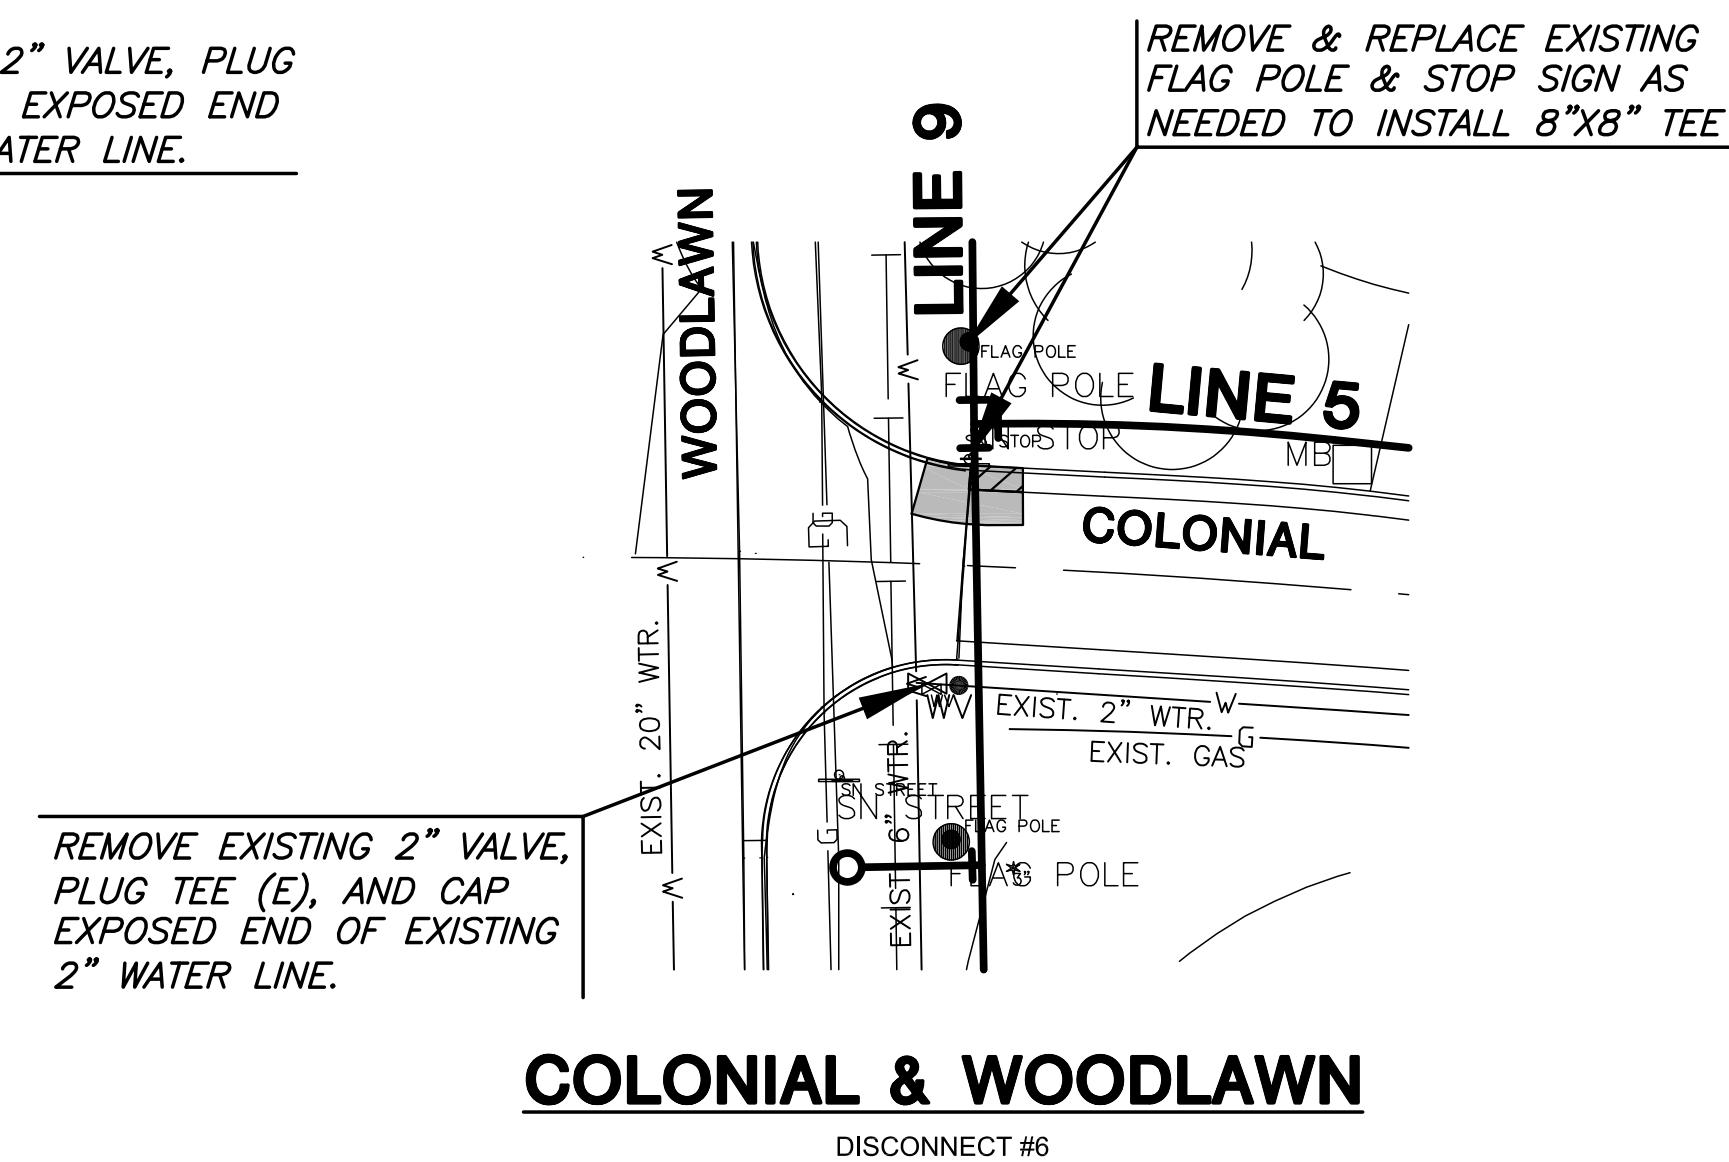 2” VALVE, PLUG
EXPOSED END
ATER LINE.
REMOVE & REPLACE EXISTING
FLAG POLE & STOP SIGN AS
NEEDED TO INSTALL 8”X8” TEE
LINE 9
WOODLAWN
W
W
FLAG POLE
FLAG POLE
LINE 5
SN STOP
SN STOP
MB
G
COLONIAL
W
EXIST. 20” WTR.
WV
EXIST. 2” WTR.
W
EXIST. GAS
G
EXIST 6” WTR.
SN STREET
SN STREET
G
FLAG POLE
FLAG POLE
W
REMOVE EXISTING 2” VALVE,
PLUG TEE (E), AND CAP
EXPOSED END OF EXISTING
2” WATER LINE.
COLONIAL & WOODLAWN
DISCONNECT #6